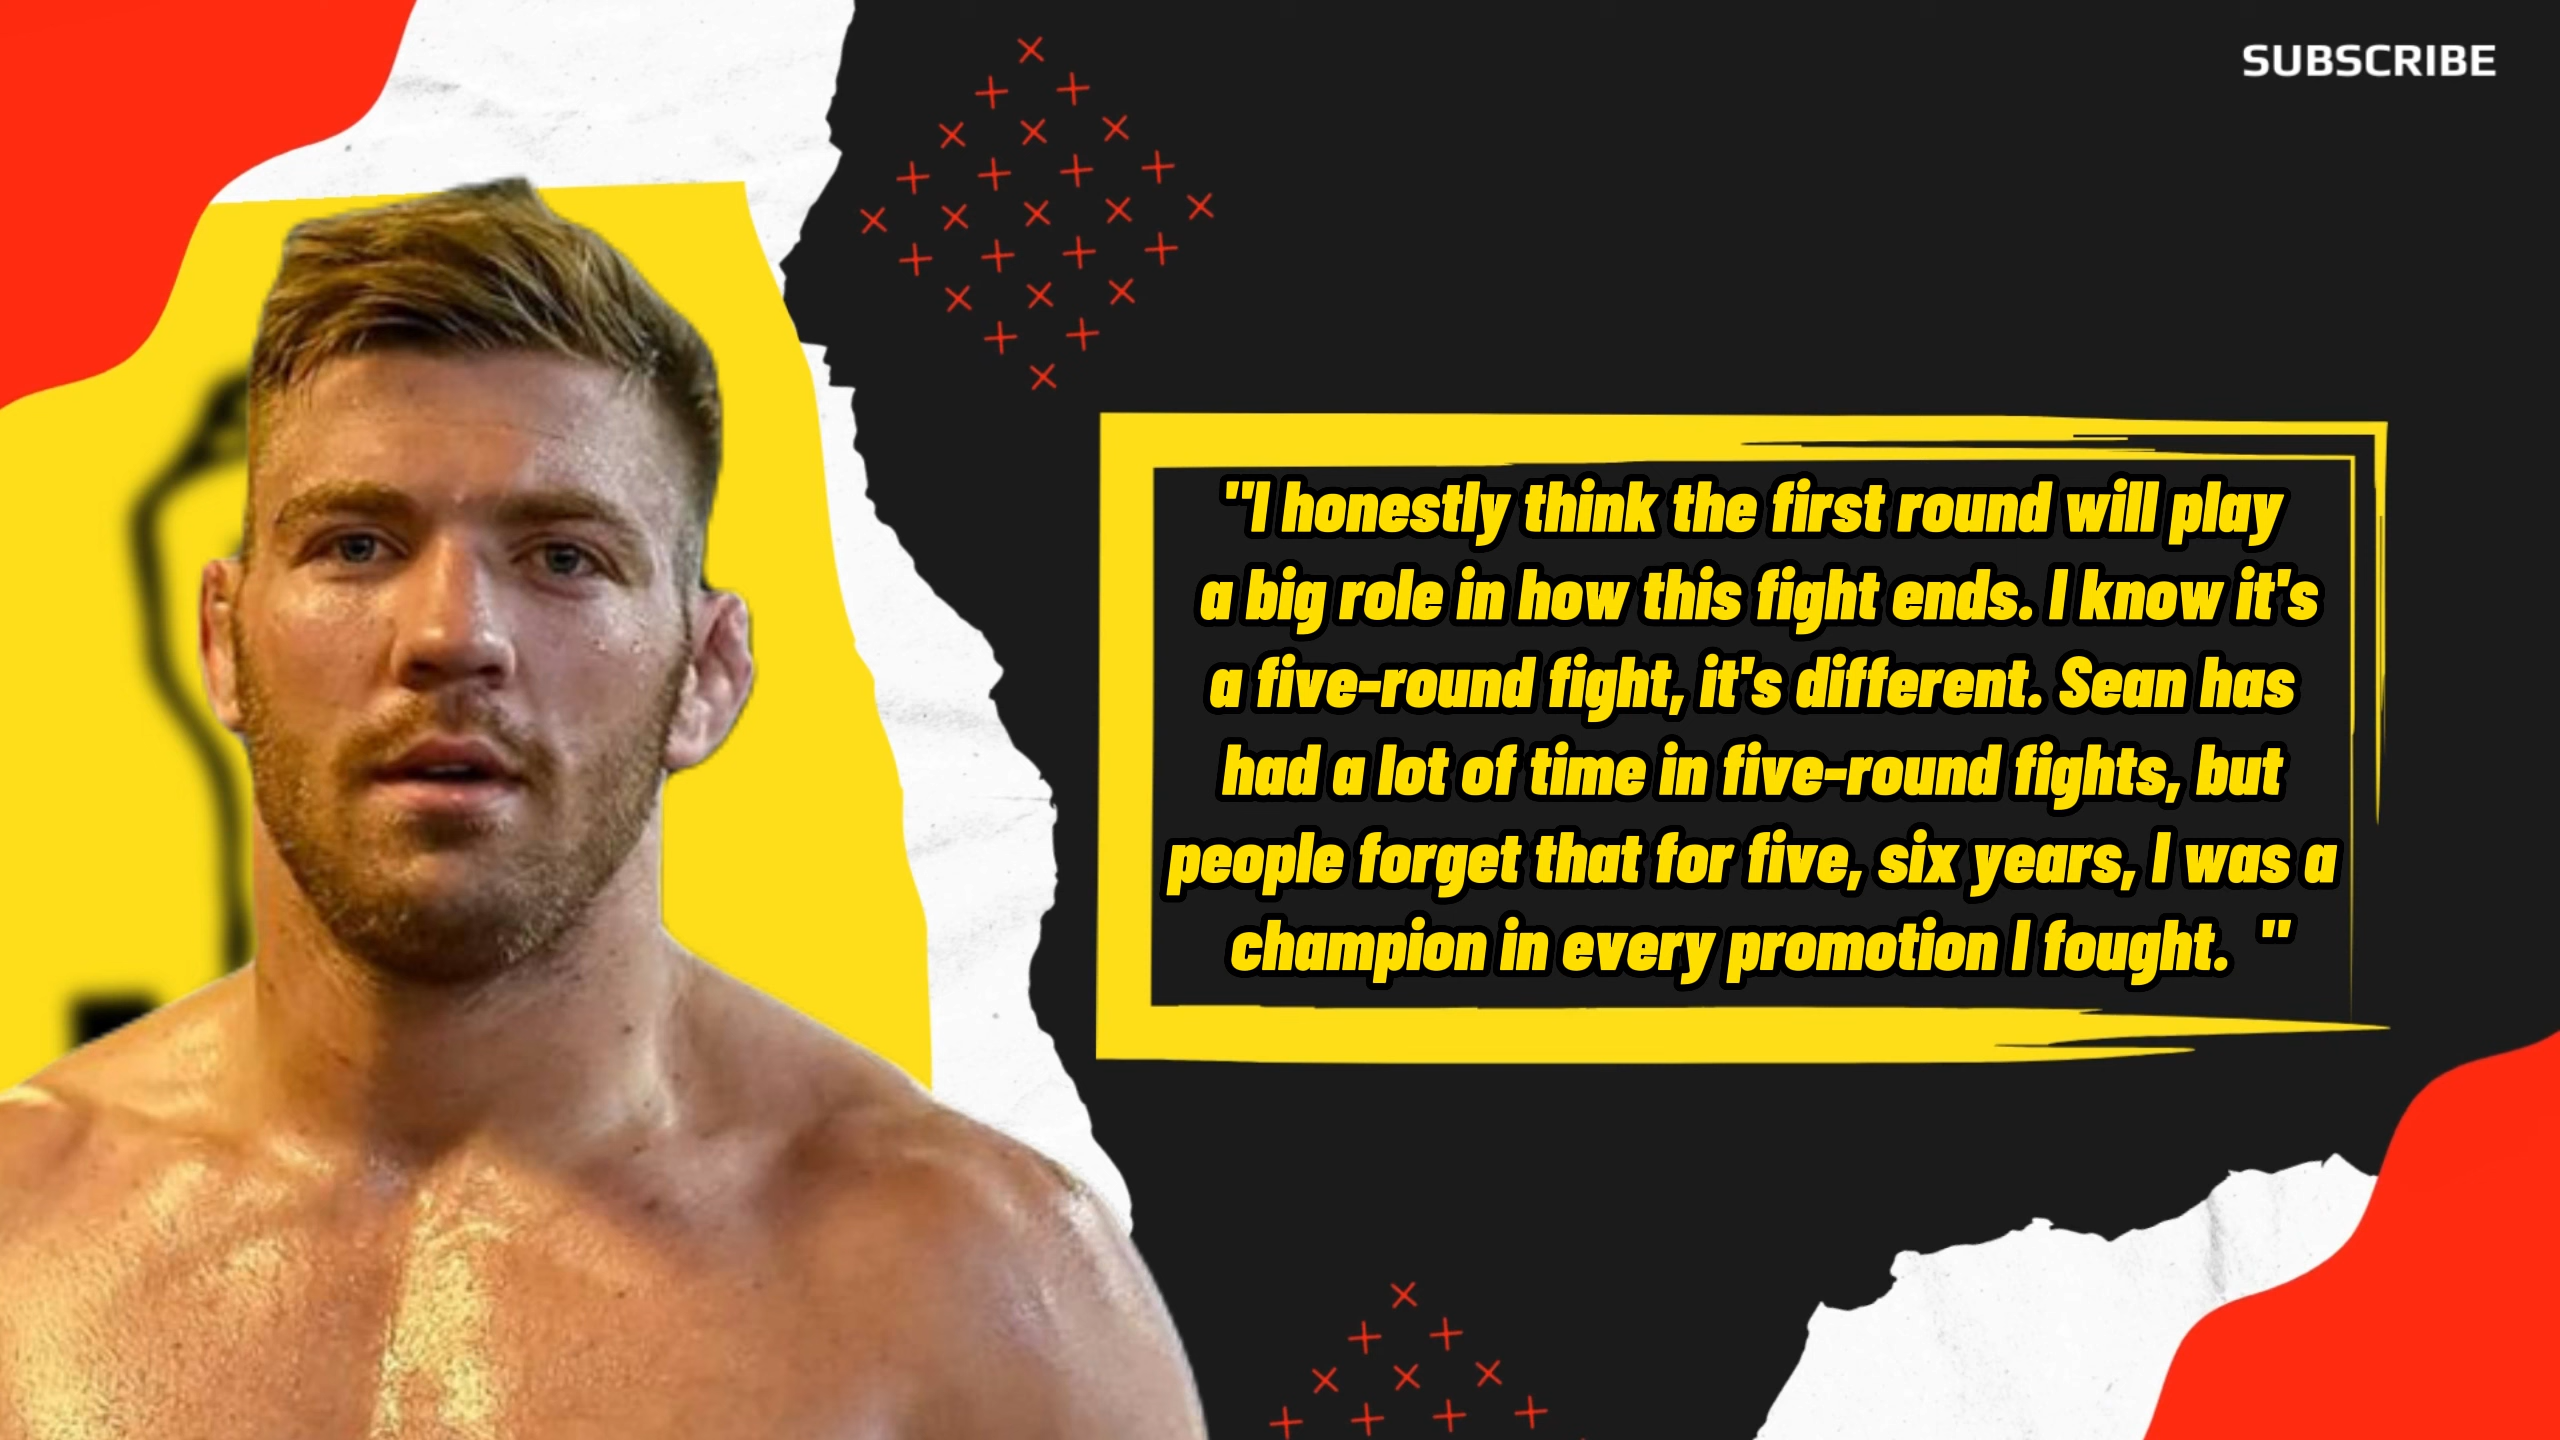 SUBSCRIBE
"I honestly think the first round will play
a big role in how this fight ends. I know it's
a five-round fight, it's different. Sean has
had a lot of time in five-round fights, but
people forget that for five, six years, I was a
champion in every promotion I fought.  "